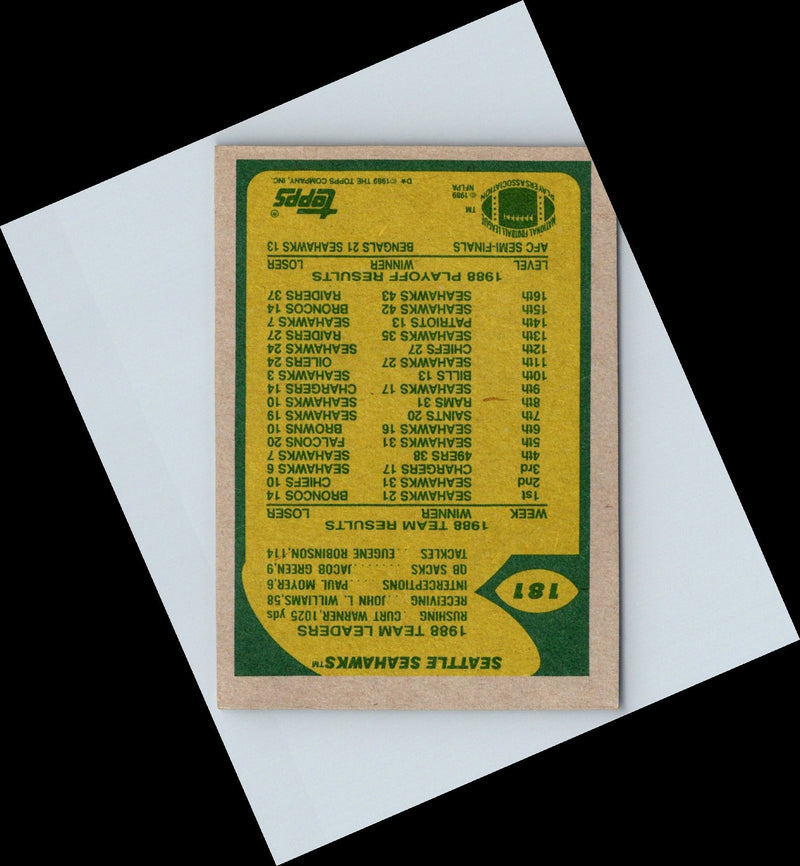 SEATTLE SEAHAWKS™
181
1988 TEAM LEADERS
RUSHING . . CURT WARNER, 1025 yds
RECEIVING . . JOHN L. WILLIAMS, 58
INTERCEPTIONS . . . . . PAUL MOYER, 6
QB SACKS . . . . . . . . . . JACOB GREEN, 9
TACKLES . . . EUGENE ROBINSON, 114
1988 TEAM RESULTS
WEEK WINNER LOSER
1st SEAHAWKS 21 BRONCOS 14
2nd SEAHAWKS 31 CHIEFS 10
3rd CHARGERS 17 SEAHAWKS 6
4th 49ERS 38 SEAHAWKS 7
5th SEAHAWKS 31 FALCONS 20
6th SEAHAWKS 16 BROWNS 10
7th SAINTS 20 SEAHAWKS 19
8th RAMS 31 SEAHAWKS 10
9th SEAHAWKS 17 CHARGERS 14
10th BILLS 13 SEAHAWKS 3
11th SEAHAWKS 27 OILERS 24
12th CHIEFS 27 SEAHAWKS 24
13th SEAHAWKS 35 RAIDERS 27
14th PATRIOTS 13 SEAHAWKS 7
15th SEAHAWKS 42 BRONCOS 14
16th SEAHAWKS 43 RAIDERS 37
1988 PLAYOFF RESULTS
LEVEL WINNER LOSER
AFC SEMI-FINALS BENGALS 21 SEAHAWKS 13
NATIONAL FOOTBALL LEAGUE PLAYERS ASSOCIATION
™
© 1989
NFLPA
Topps®
D★ © 1989 THE TOPPS COMPANY, INC.